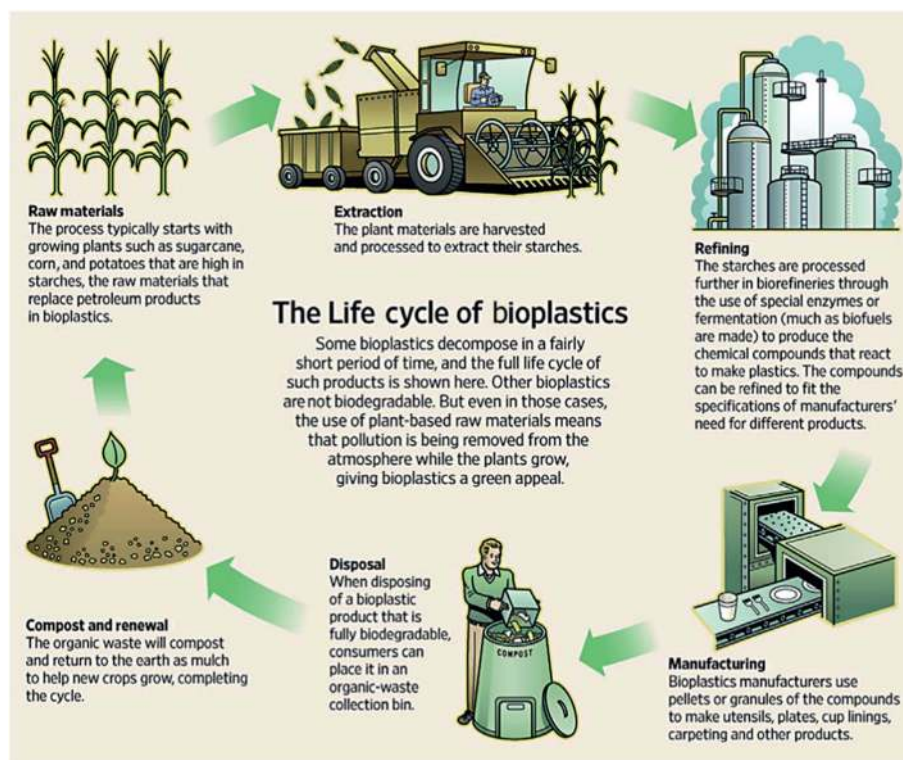 Raw materials
The process typically starts with
growing plants such as sugarcane,
corn, and potatoes that are high in
starches, the raw materials that
replace petroleum products
in bioplastics.
Extraction
The plant materials are harvested
and processed to extract their starches.
Refining
The starches are processed
further in biorefineries through
the use of special enzymes or
fermentation (much as biofuels
are made) to produce the
chemical compounds that react
to make plastics. The compounds
can be refined to fit the
specifications of manufacturers'
need for different products.
The Life cycle of bioplastics
Some bioplastics decompose in a fairly
short period of time, and the full life cycle of
such products is shown here. Other bioplastics
are not biodegradable. But even in those cases,
the use of plant-based raw materials means
that pollution is being removed from the
atmosphere while the plants grow,
giving bioplastics a green appeal.
Manufacturing
Bioplastics manufacturers use
pellets or granules of the compounds
to make utensils, plates, cup linings,
carpeting and other products.
Disposal
When disposing
of a bioplastic
product that is
fully biodegradable,
consumers can
place it in an
organic-waste
collection bin.
COMPOST
Compost and renewal
The organic waste will compost
and return to the earth as mulch
to help new crops grow, completing
the cycle.